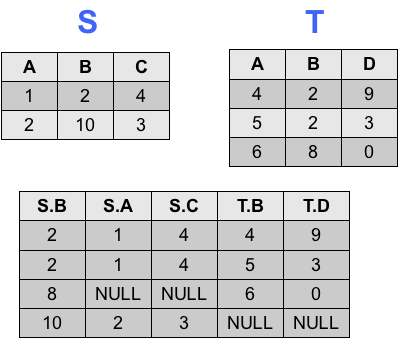 S T
A B C
1 2 4
2 10 3
A B D
4 2 9
5 2 3
6 8 0
S.B S.A S.C T.B T.D
2 1 4 4 9
2 1 4 5 3
8 NULL NULL 6 0
10 2 3 NULL NULL